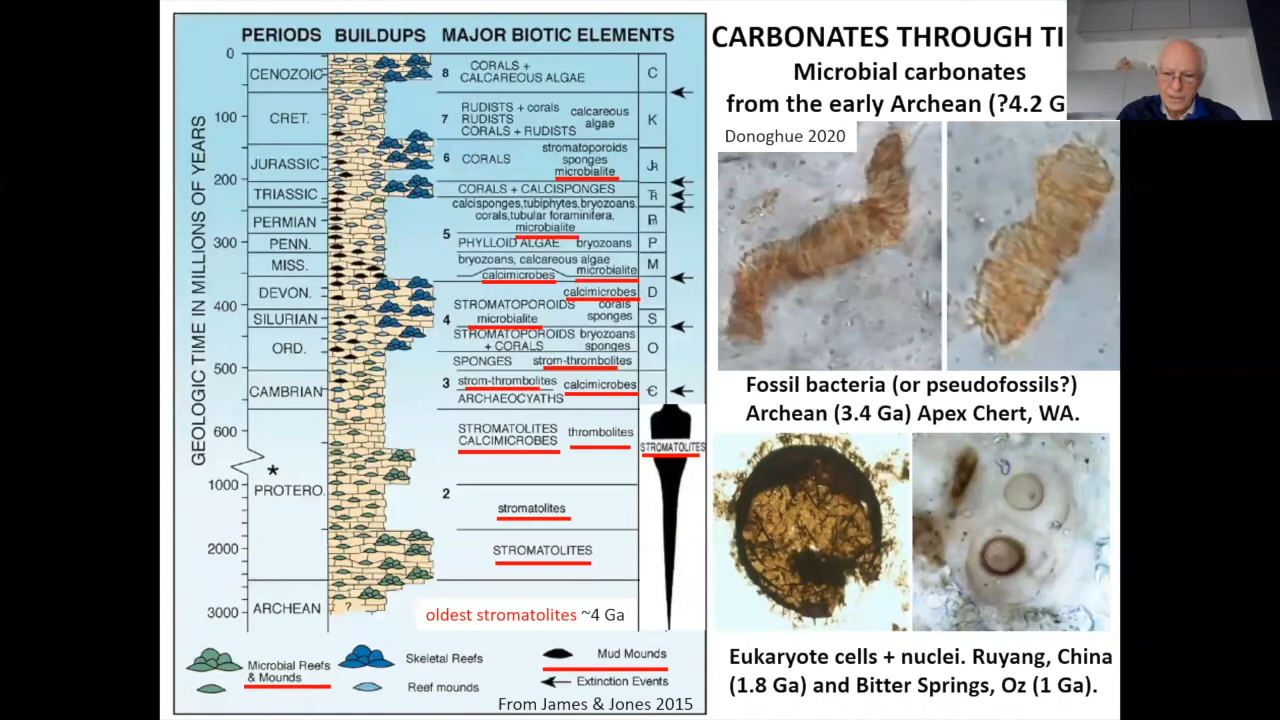 PERIODS BUILDUPS MAJOR BIOTIC ELEMENTS
GEOLOGIC TIME IN MILLIONS OF YEARS
0
100
200
300
400
500
600
1000
2000
3000
*
CENOZOIC
CRET.
JURASSIC
TRIASSIC
PERMIAN
PENN.
MISS.
DEVON.
SILURIAN
ORD.
CAMBRIAN
PROTERO.
ARCHEAN
?
8 CORALS +
CALCAREOUS ALGAE
C
7 RUDISTS + corals
RUDISTS
CORALS + RUDISTS
calcareous
algae
K
6 CORALS
stromatoporoids
sponges
microbialite
CORALS + CALCISPONGES
5 calcisponges, tubiphytes, bryozoans,
corals, tubular foraminifera,
microbialite
PHYLLOID ALGAE bryozoans
P
bryozoans, calcareous algae
calcimicrobes microbialite
M
calcimicrobes
D
4 STROMATOPOROIDS corals
microbialite sponges
S
STROMATOPOROIDS bryozoans
+ CORALS sponges
O
SPONGES strom-thrombolites
3 strom-thrombolites calcimicrobes
ARCHAEOCYATHS
Є
STROMATOLITES
CALCIMICROBES
thrombolites
STROMATOLITES
2 stromatolites
STROMATOLITES
oldest stromatolites ~4 Ga
Microbial Reefs
& Mounds
Skeletal Reefs
Reef mounds
Mud Mounds
Extinction Events
From James & Jones 2015
CARBONATES THROUGH TI
Microbial carbonates
from the early Archean (?4.2 G
Donoghue 2020
Fossil bacteria (or pseudofossils?)
Archean (3.4 Ga) Apex Chert, WA.
Eukaryote cells + nuclei. Ruyang, China
(1.8 Ga) and Bitter Springs, Oz (1 Ga).